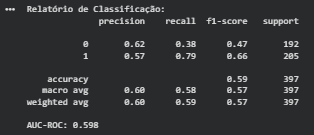 ••• Relatório de Classificação:
precision recall f1-score support
0 0.62 0.38 0.47 192
1 0.57 0.79 0.66 205
accuracy 0.59 397
macro avg 0.60 0.58 0.57 397
weighted avg 0.60 0.59 0.57 397
AUC-ROC: 0.598